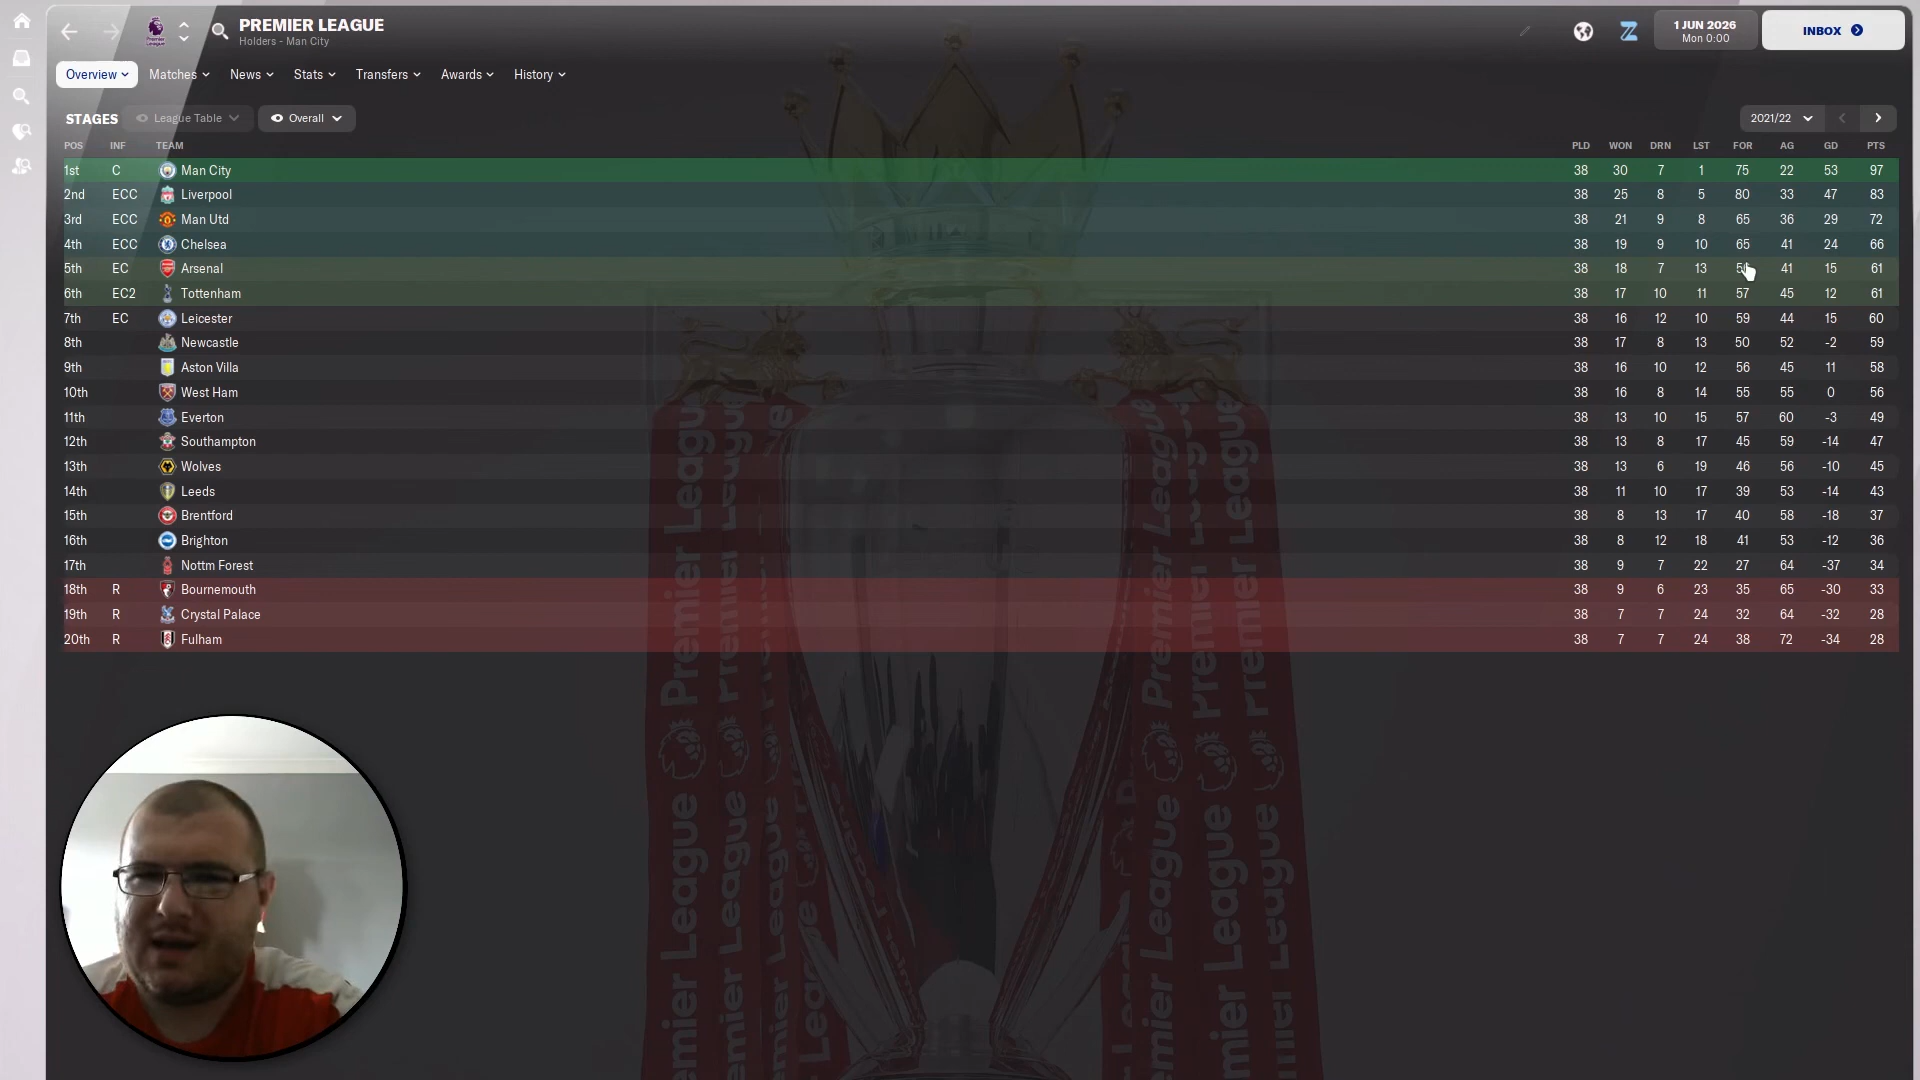 PREMIER LEAGUE
Holders - Man City
1 JUN 2026
Mon 0:00
INBOX
Overview Matches News Stats Transfers Awards History
STAGES League Table Overall 2021/22
POS INF TEAM PLD WON DRN LST FOR AG GD PTS
1st C Man City 38 30 7 1 75 22 53 97
2nd ECC Liverpool 38 25 8 5 80 33 47 83
3rd ECC Man Utd 38 21 9 8 65 36 29 72
4th ECC Chelsea 38 19 9 10 65 41 24 66
5th EC Arsenal 38 18 7 13 41 15 61
6th EC2 Tottenham 38 17 10 11 57 45 12 61
7th EC Leicester 38 16 12 10 59 44 15 60
8th Newcastle 38 17 8 13 50 52 -2 59
9th Aston Villa 38 16 10 12 56 45 11 58
10th West Ham 38 16 8 14 55 55 0 56
11th Everton 38 13 10 15 57 60 -3 49
12th Southampton 38 13 8 17 45 59 -14 47
13th Wolves 38 13 6 19 46 56 -10 45
14th Leeds 38 11 10 17 39 53 -14 43
15th Brentford 38 8 13 17 40 58 -18 37
16th Brighton 38 8 12 18 41 53 -12 36
17th Nottm Forest 38 9 7 22 27 64 -37 34
18th R Bournemouth 38 9 6 23 35 65 -30 33
19th R Crystal Palace 38 7 7 24 32 64 -32 28
20th R Fulham 38 7 7 24 38 72 -34 28
Premier League
Premier League
Premier League
Premier League
Premier League
Premier League